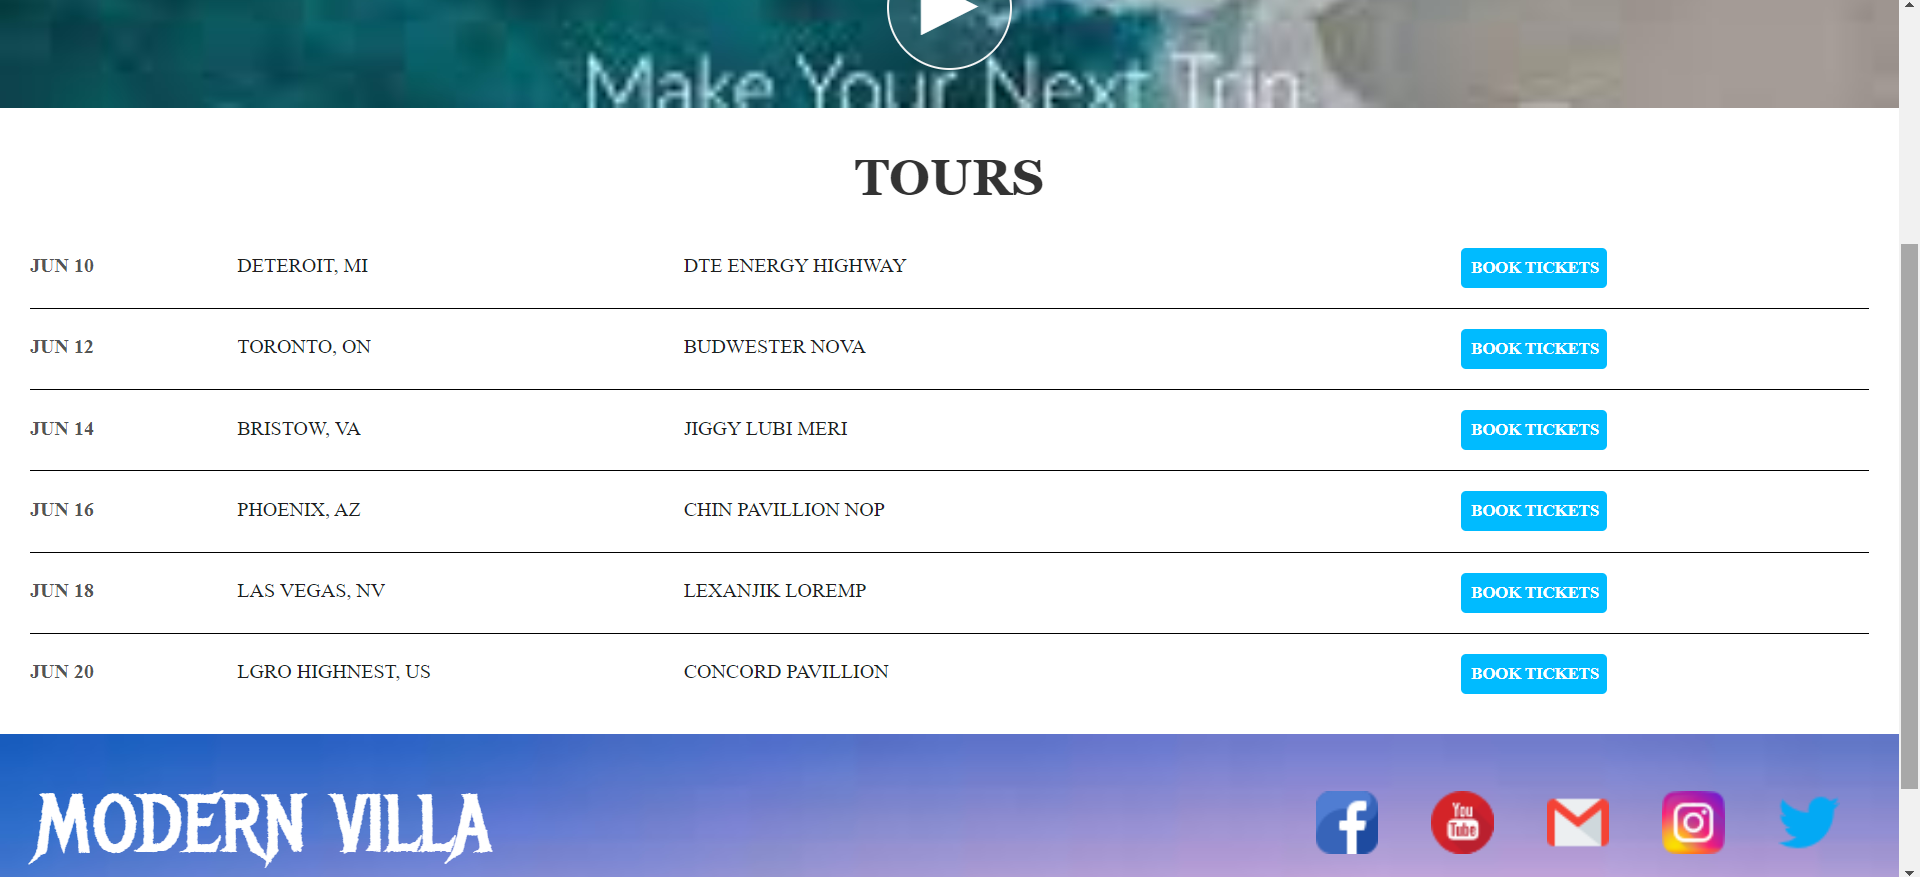 Make Your Next Trip
TOURS
JUN 10 DETEROIT, MI DTE ENERGY HIGHWAY BOOK TICKETS
JUN 12 TORONTO, ON BUDWESTER NOVA BOOK TICKETS
JUN 14 BRISTOW, VA JIGGY LUBI MERI BOOK TICKETS
JUN 16 PHOENIX, AZ CHIN PAVILLION NOP BOOK TICKETS
JUN 18 LAS VEGAS, NV LEXANJIK LOREMP BOOK TICKETS
JUN 20 LGRO HIGHNEST, US CONCORD PAVILLION BOOK TICKETS
MODERN VILLA
You
Tube